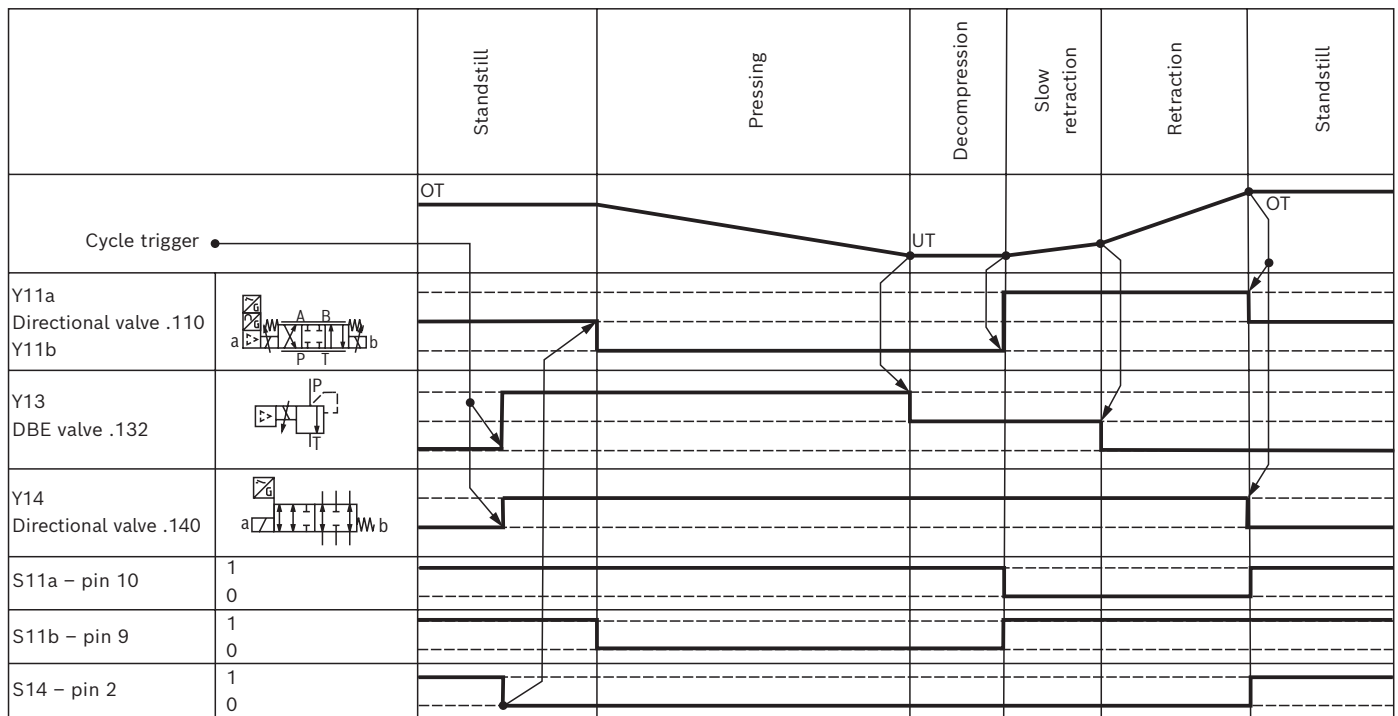 Standstill
Pressing
Decompression
Slow
retraction
Retraction
Standstill
OT
UT
OT
Cycle trigger
Y11a
Directional valve .110
Y11b
A B
a b
P T
Y13
DBE valve .132
P
T
Y14
Directional valve .140
G
a b
S11a – pin 10
1
0
S11b – pin 9
1
0
S14 – pin 2
1
0